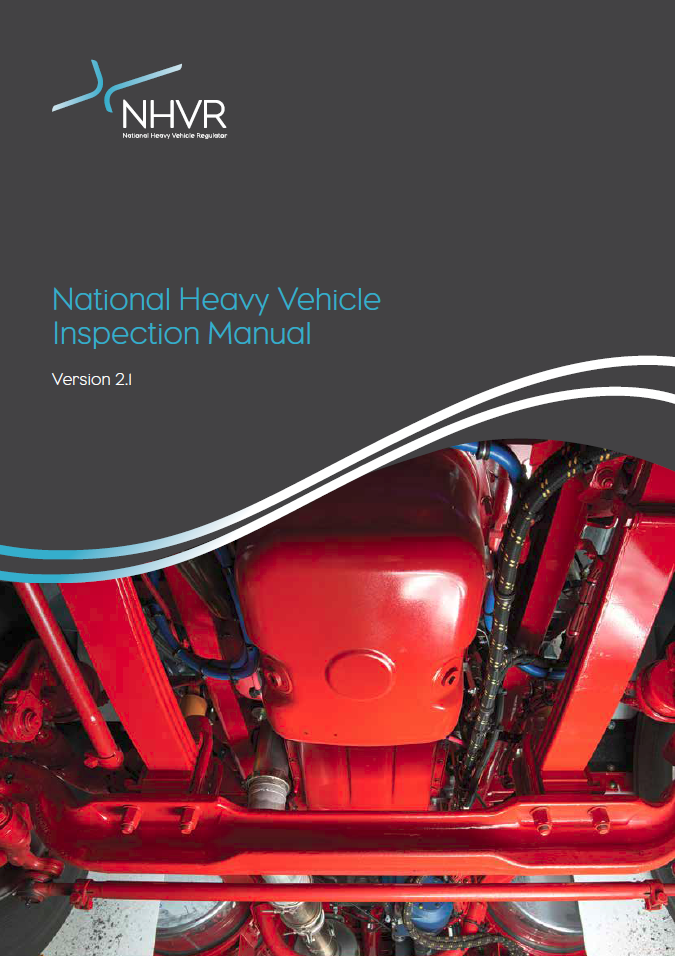 NHVR
National Heavy Vehicle Regulator
National Heavy Vehicle
Inspection Manual
Version 2.1